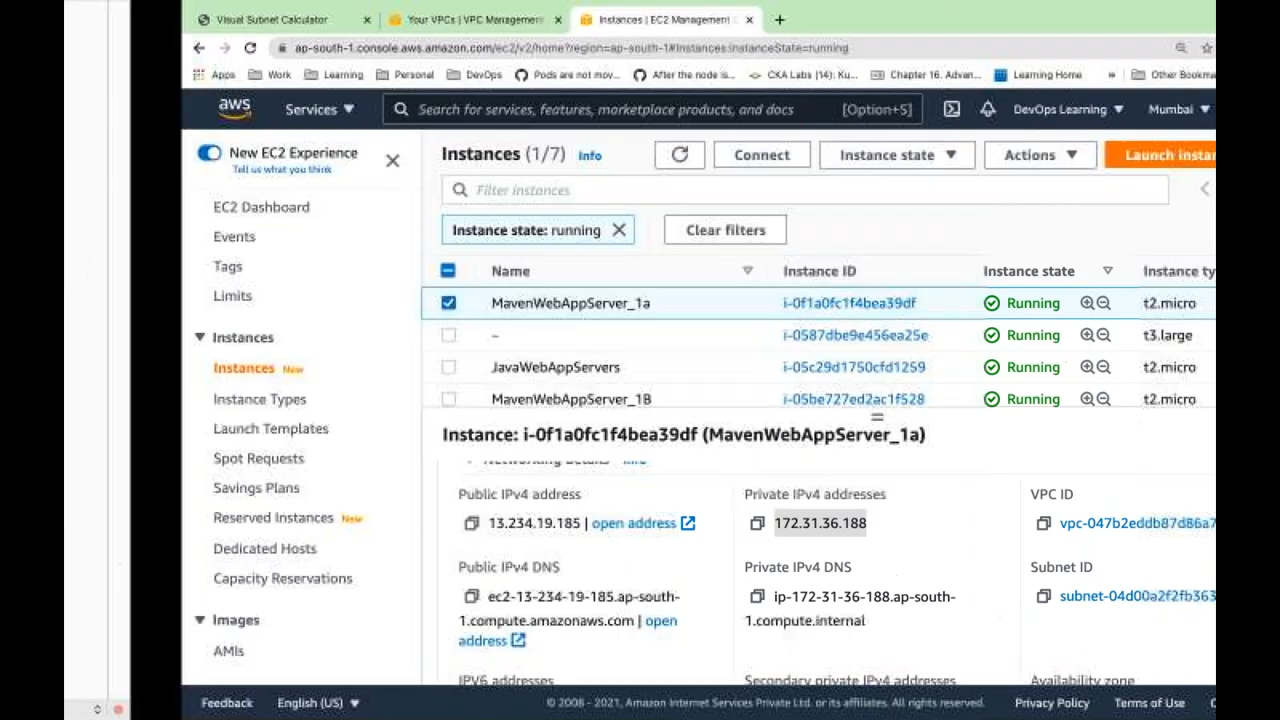 Visual Subnet Calculator
Your VPCs | VPC Management
Instances | EC2 Management
ap-south-1.console.aws.amazon.com/ec2/v2/home?region=ap-south-1#Instances:instanceState=running
Apps Work Learning Personal DevOps Pods are not mov... After the node is... CKA Labs (14): Ku... Chapter 16. Advan... Learning Home » Other Bookma
aws Services Search for services, features, marketplace products, and docs [Option+S] DevOps Learning Mumbai
New EC2 Experience
Tell us what you think
EC2 Dashboard
Events
Tags
Limits
Instances
Instances New
Instance Types
Launch Templates
Spot Requests
Savings Plans
Reserved Instances New
Dedicated Hosts
Capacity Reservations
Images
AMIs
Instances (1/7) Info Connect Instance state Actions Launch instan
Filter instances
Instance state: running Clear filters
Name Instance ID Instance state Instance ty
MavenWebAppServer_1a i-0f1a0fc1f4bea39df Running t2.micro
– i-0587dbe9e456ea25e Running t3.large
JavaWebAppServers i-05c29d1750cfd1259 Running t2.micro
MavenWebAppServer_1B i-05be727ed2ac1f528 Running t2.micro
Instance: i-0f1a0fc1f4bea39df (MavenWebAppServer_1a)
Public IPv4 address Private IPv4 addresses VPC ID
13.234.19.185 | open address 172.31.36.188 vpc-047b2eddb87d86a7
Public IPv4 DNS Private IPv4 DNS Subnet ID
ec2-13-234-19-185.ap-south- ip-172-31-36-188.ap-south- subnet-04d00a2f2fb363
1.compute.amazonaws.com | open 1.compute.internal
address
IPV6 addresses Secondary private IPv4 addresses Availability zone
Feedback English (US) © 2008 - 2021, Amazon Internet Services Private Ltd. or its affiliates. All rights reserved. Privacy Policy Terms of Use C